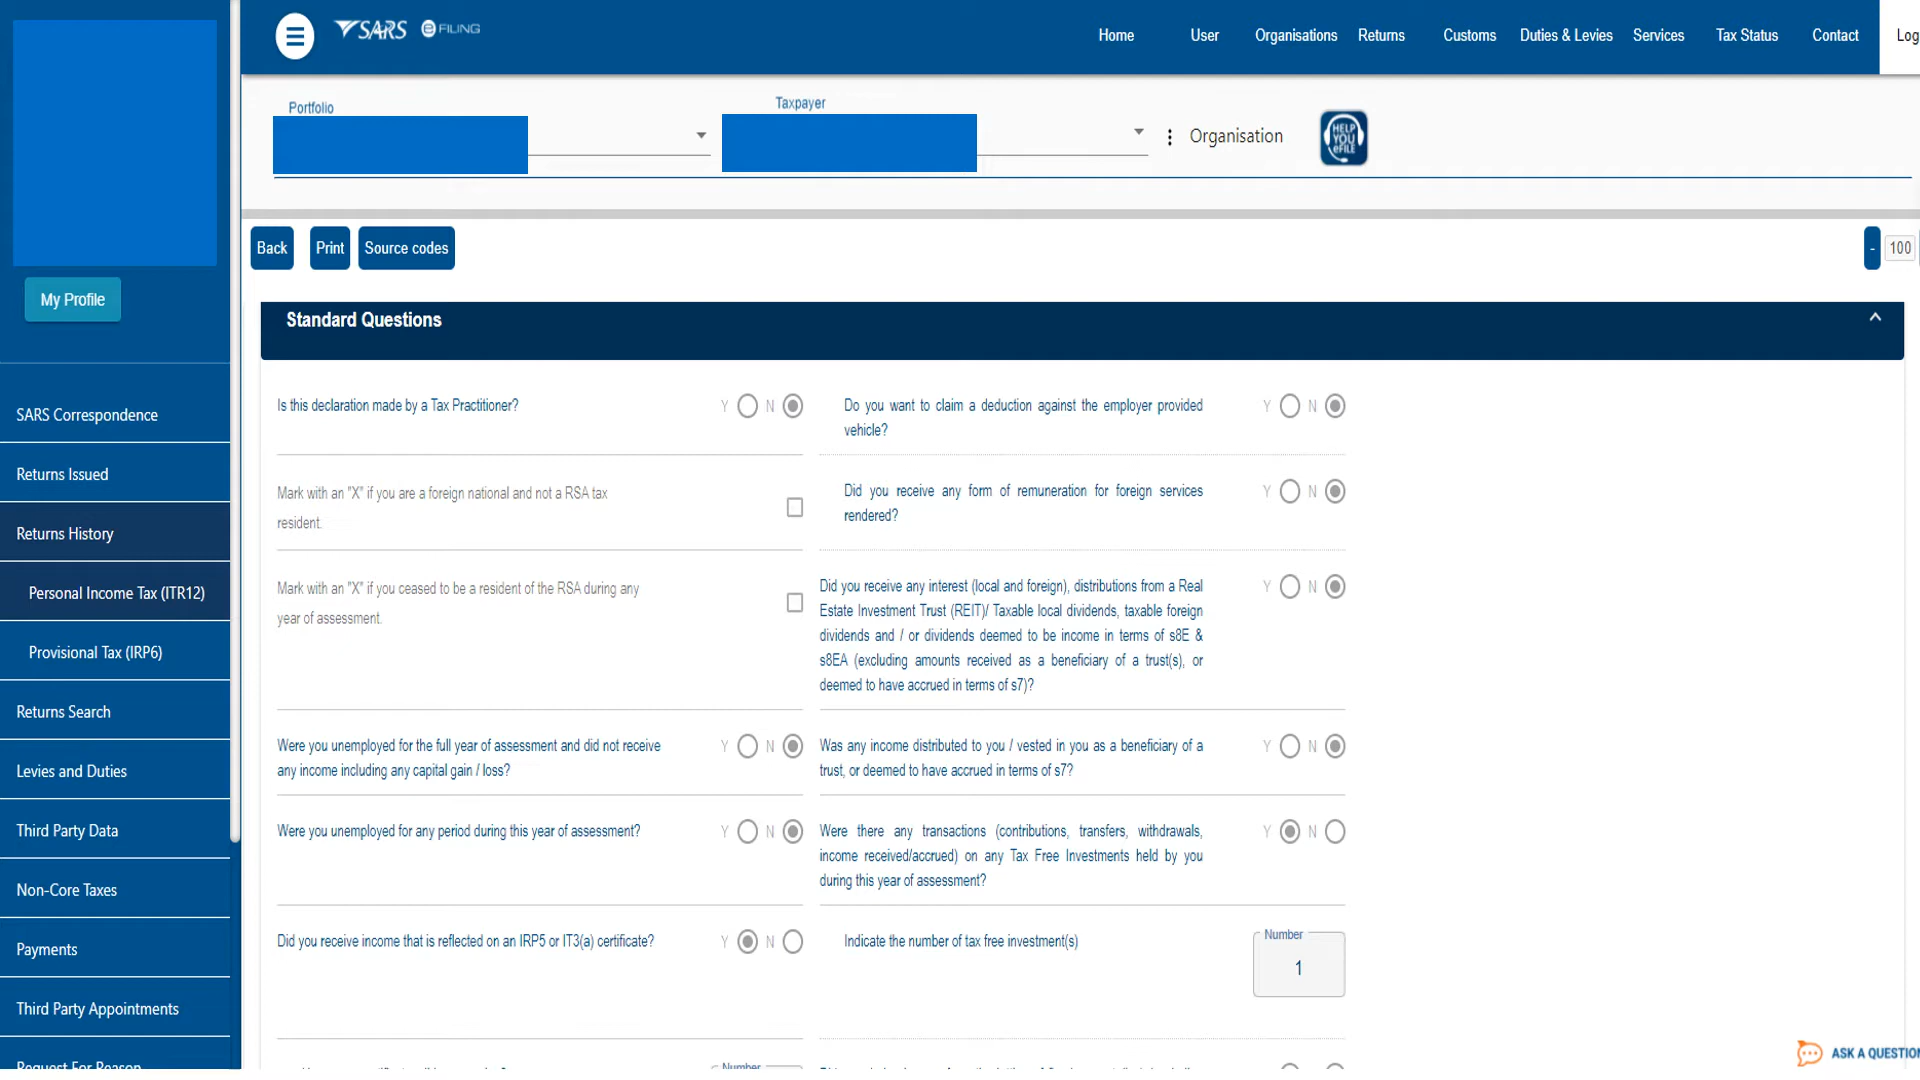 SARS eFILING
Home
User
Organisations
Returns
Customs
Duties & Levies
Services
Tax Status
Contact
Log
Portfolio
Taxpayer
Organisation
HELP
YOU
eFILE
Back
Print
Source codes
-
100
My Profile
SARS Correspondence
Returns Issued
Returns History
Personal Income Tax (ITR12)
Provisional Tax (IRP6)
Returns Search
Levies and Duties
Third Party Data
Non-Core Taxes
Payments
Third Party Appointments
Request For Reason
Standard Questions
Is this declaration made by a Tax Practitioner?
Y N
Mark with an "X" if you are a foreign national and not a RSA tax
resident.
Mark with an "X" if you ceased to be a resident of the RSA during any
year of assessment.
Were you unemployed for the full year of assessment and did not receive
any income including any capital gain / loss?
Y N
Were you unemployed for any period during this year of assessment?
Y N
Did you receive income that is reflected on an IRP5 or IT3(a) certificate?
Y N
Number
Do you want to claim a deduction against the employer provided
vehicle?
Y N
Did you receive any form of remuneration for foreign services
rendered?
Y N
Did you receive any interest (local and foreign), distributions from a Real
Estate Investment Trust (REIT)/ Taxable local dividends, taxable foreign
dividends and / or dividends deemed to be income in terms of s8E &
s8EA (excluding amounts received as a beneficiary of a trust(s), or
deemed to have accrued in terms of s7)?
Y N
Was any income distributed to you / vested in you as a beneficiary of a
trust, or deemed to have accrued in terms of s7?
Y N
Were there any transactions (contributions, transfers, withdrawals,
income received/accrued) on any Tax Free Investments held by you
during this year of assessment?
Y N
Indicate the number of tax free investment(s)
Number
1
ASK A QUESTION